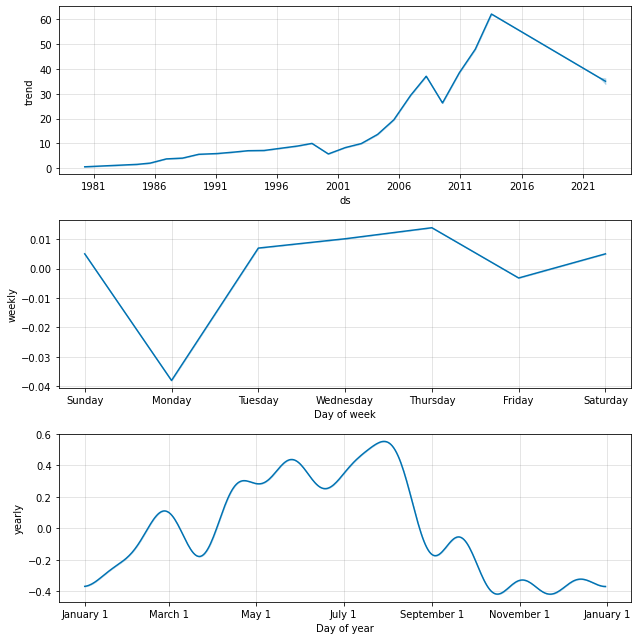 60
50
40
30
20
10
0
trend
1981 1986 1991 1996 2001 2006 2011 2016 2021
ds
0.01
0.00
−0.01
−0.02
−0.03
−0.04
weekly
Sunday Monday Tuesday Wednesday Thursday Friday Saturday
Day of week
0.6
0.4
0.2
0.0
−0.2
−0.4
yearly
January 1 March 1 May 1 July 1 September 1 November 1 January 1
Day of year